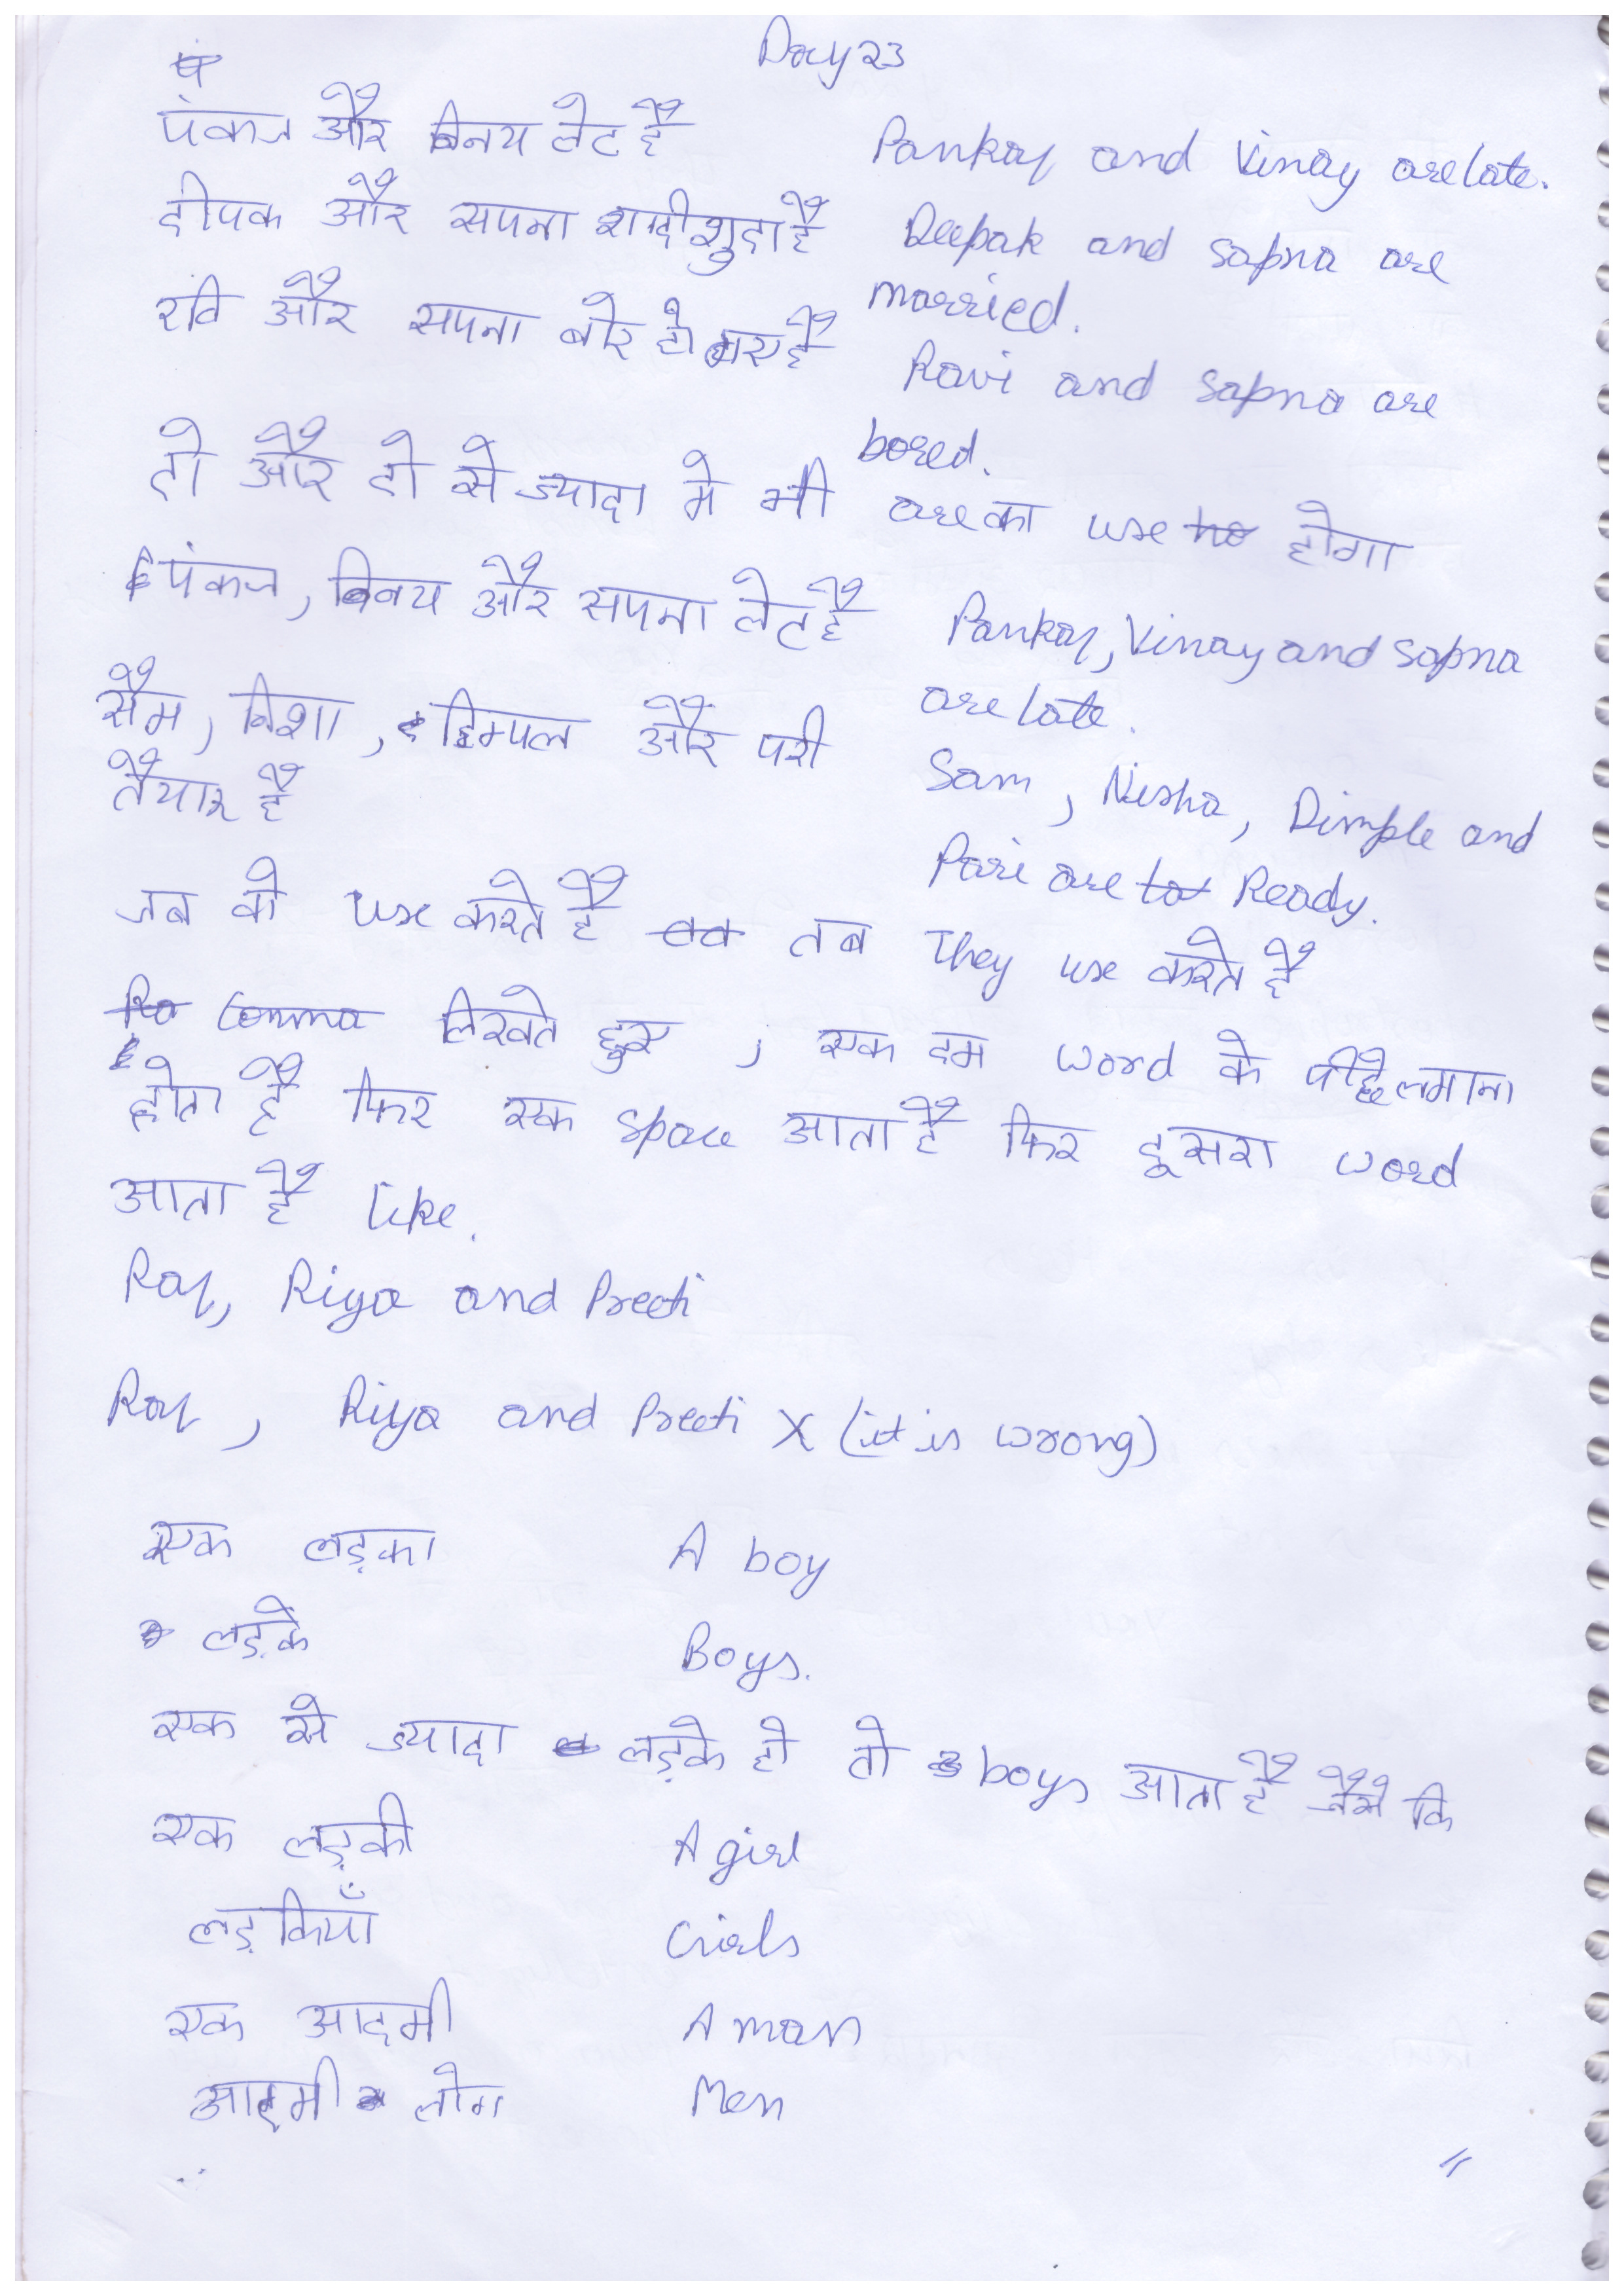 Day 23
पंकज और विनय लेट है Pankaj and Vinay are late.
दीपक और सपना शादीशुदा है Deepak and Sapna are
married.
रवि और सपना बोर हो गए है Ravi and Sapna are
bored.
दो और दो से ज्यादा मे भी are का use होगा
पंकज, विनय और सपना लेट है Pankaj, Vinay and Sapna
are late.
सैम, निशा, डिम्पल और परी Sam, Nisha, Dimple and
तैयार है Pari are Ready.
जब वो use करते है तब They use करते है
Comma लिखते हुए , एक दम word के पीछे लगाना
होता है फिर एक space आता है फिर दूसरा word
आता है like.
Raj, Riya and Preeti
Raj , Riya and Preeti X (it is wrong)
एक लड़का A boy
लड़के Boys.
एक से ज्यादा लड़के हो तो boys आता है जैसे कि
एक लड़की A girl
लड़कियाँ Girls
एक आदमी A man
आदमी लोग Men